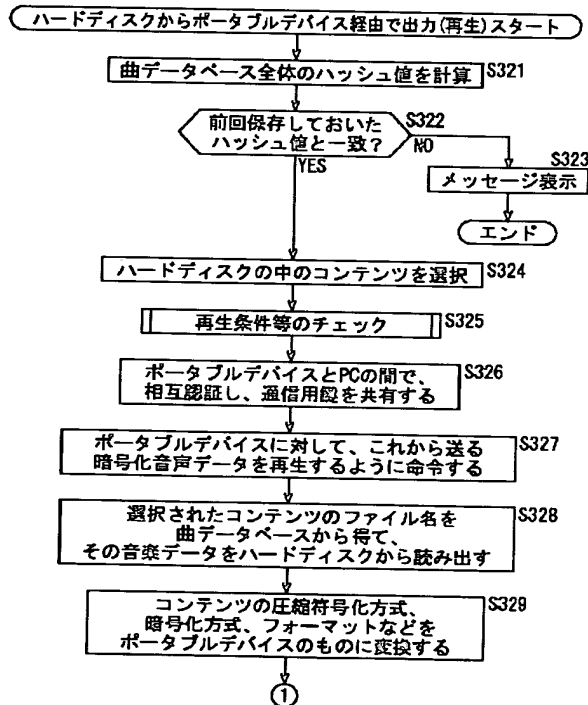 ハードディスクからポータブルデバイス経由で出力(再生)スタート
曲データベース全体のハッシュ値を計算
S321
前回保存しておいた
ハッシュ値と一致？
S322
NO
YES
S323
メッセージ表示
エンド
ハードディスクの中のコンテンツを選択
S324
再生条件等のチェック
S325
ポータブルデバイスとPCの間で、
相互認証し、通信用鍵を共有する
S326
ポータブルデバイスに対して、これから送る
暗号化音声データを再生するように命令する
S327
選択されたコンテンツのファイル名を
曲データベースから得て、
その音楽データをハードディスクから読み出す
S328
コンテンツの圧縮符号化方式、
暗号化方式、フォーマットなどを
ポータブルデバイスのものに変換する
S329
①